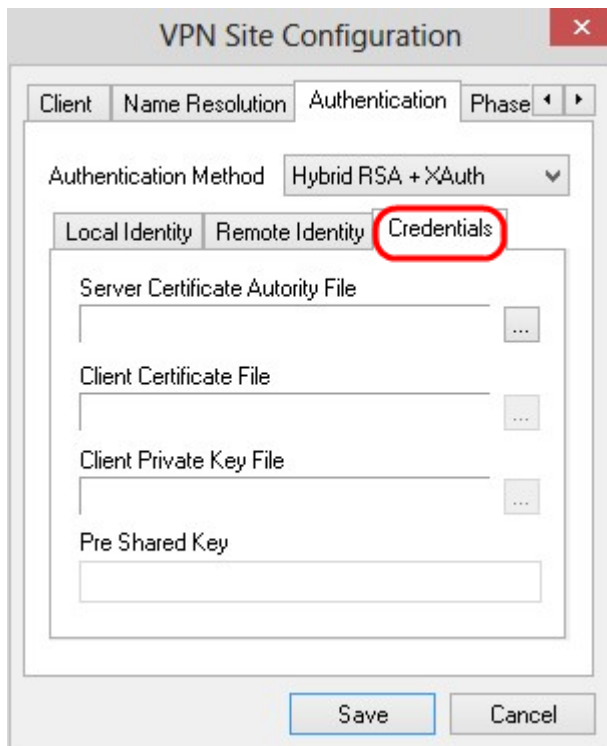 VPN Site Configuration
Client Name Resolution Authentication Phase
Authentication Method Hybrid RSA + XAuth
Local Identity Remote Identity Credentials
Server Certificate Autority File
...
Client Certificate File
...
Client Private Key File
...
Pre Shared Key
Save Cancel